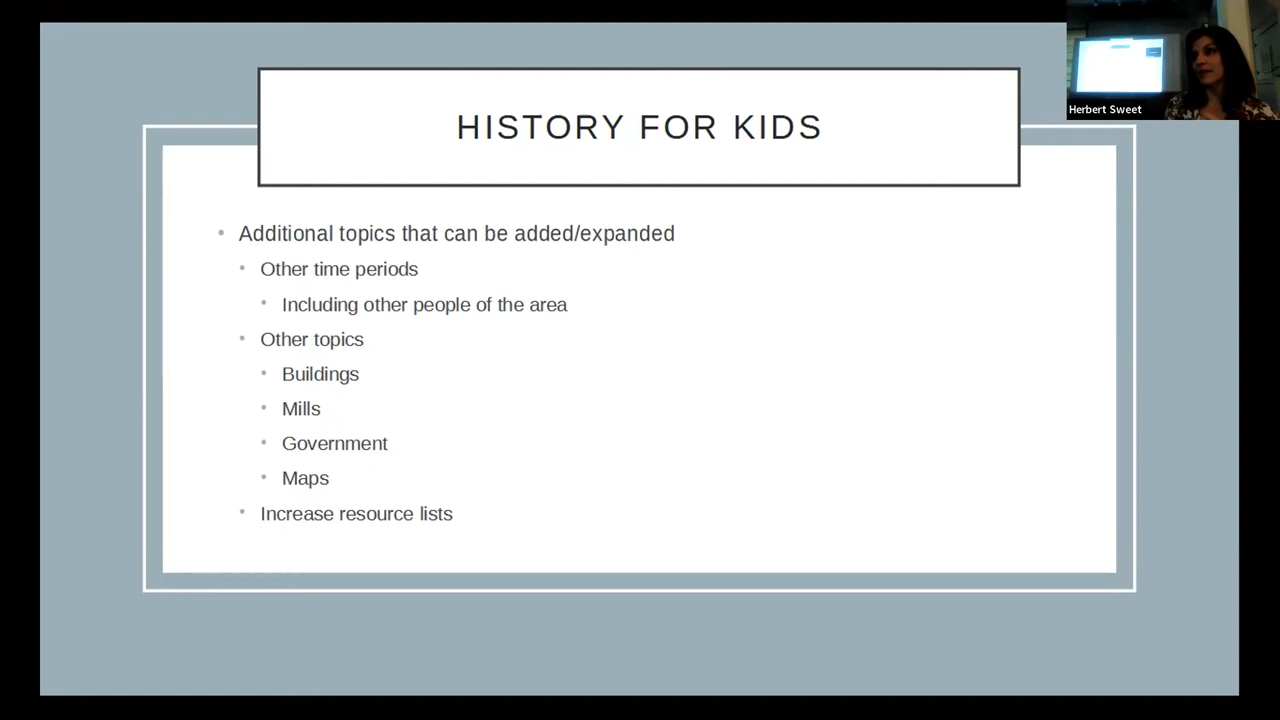 Herbert Sweet
HISTORY FOR KIDS
• Additional topics that can be added/expanded
• Other time periods
• Including other people of the area
• Other topics
• Buildings
• Mills
• Government
• Maps
• Increase resource lists